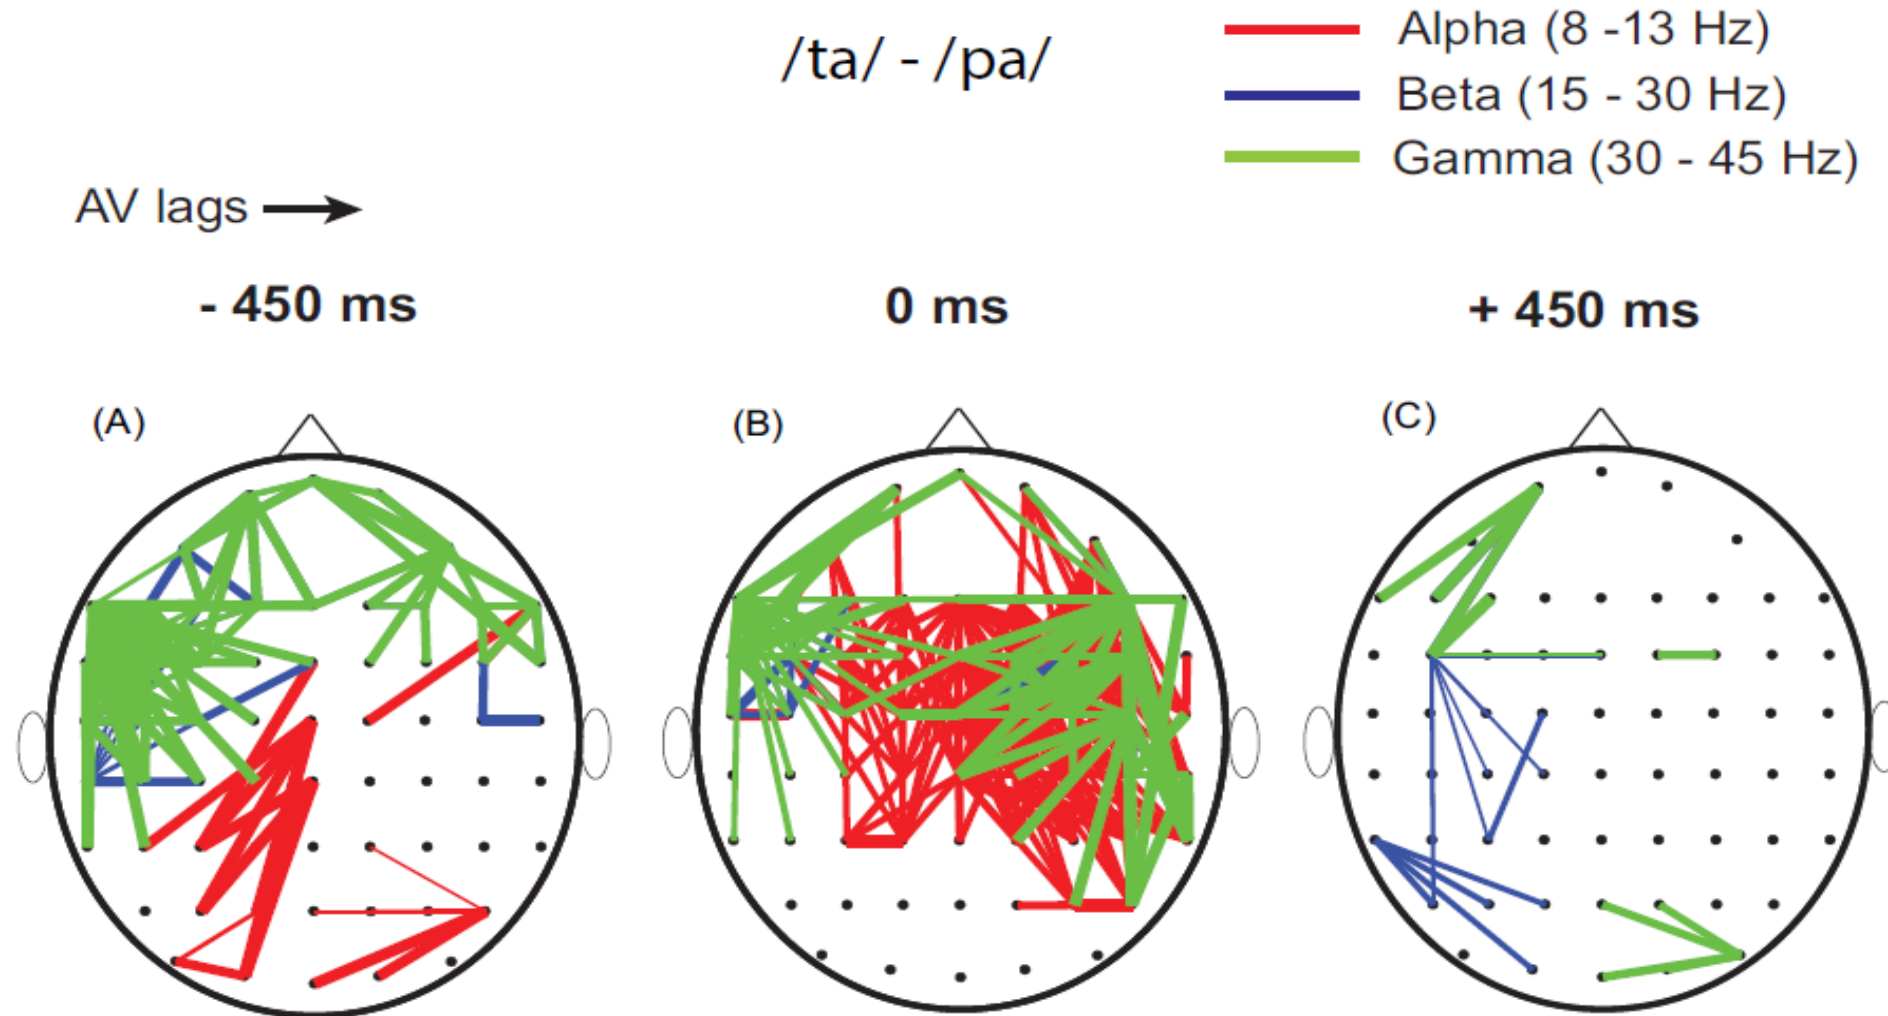 /ta/ - /pa/
Alpha (8 -13 Hz)
Beta (15 - 30 Hz)
Gamma (30 - 45 Hz)
AV lags
- 450 ms
0 ms
+ 450 ms
(A)
(B)
(C)